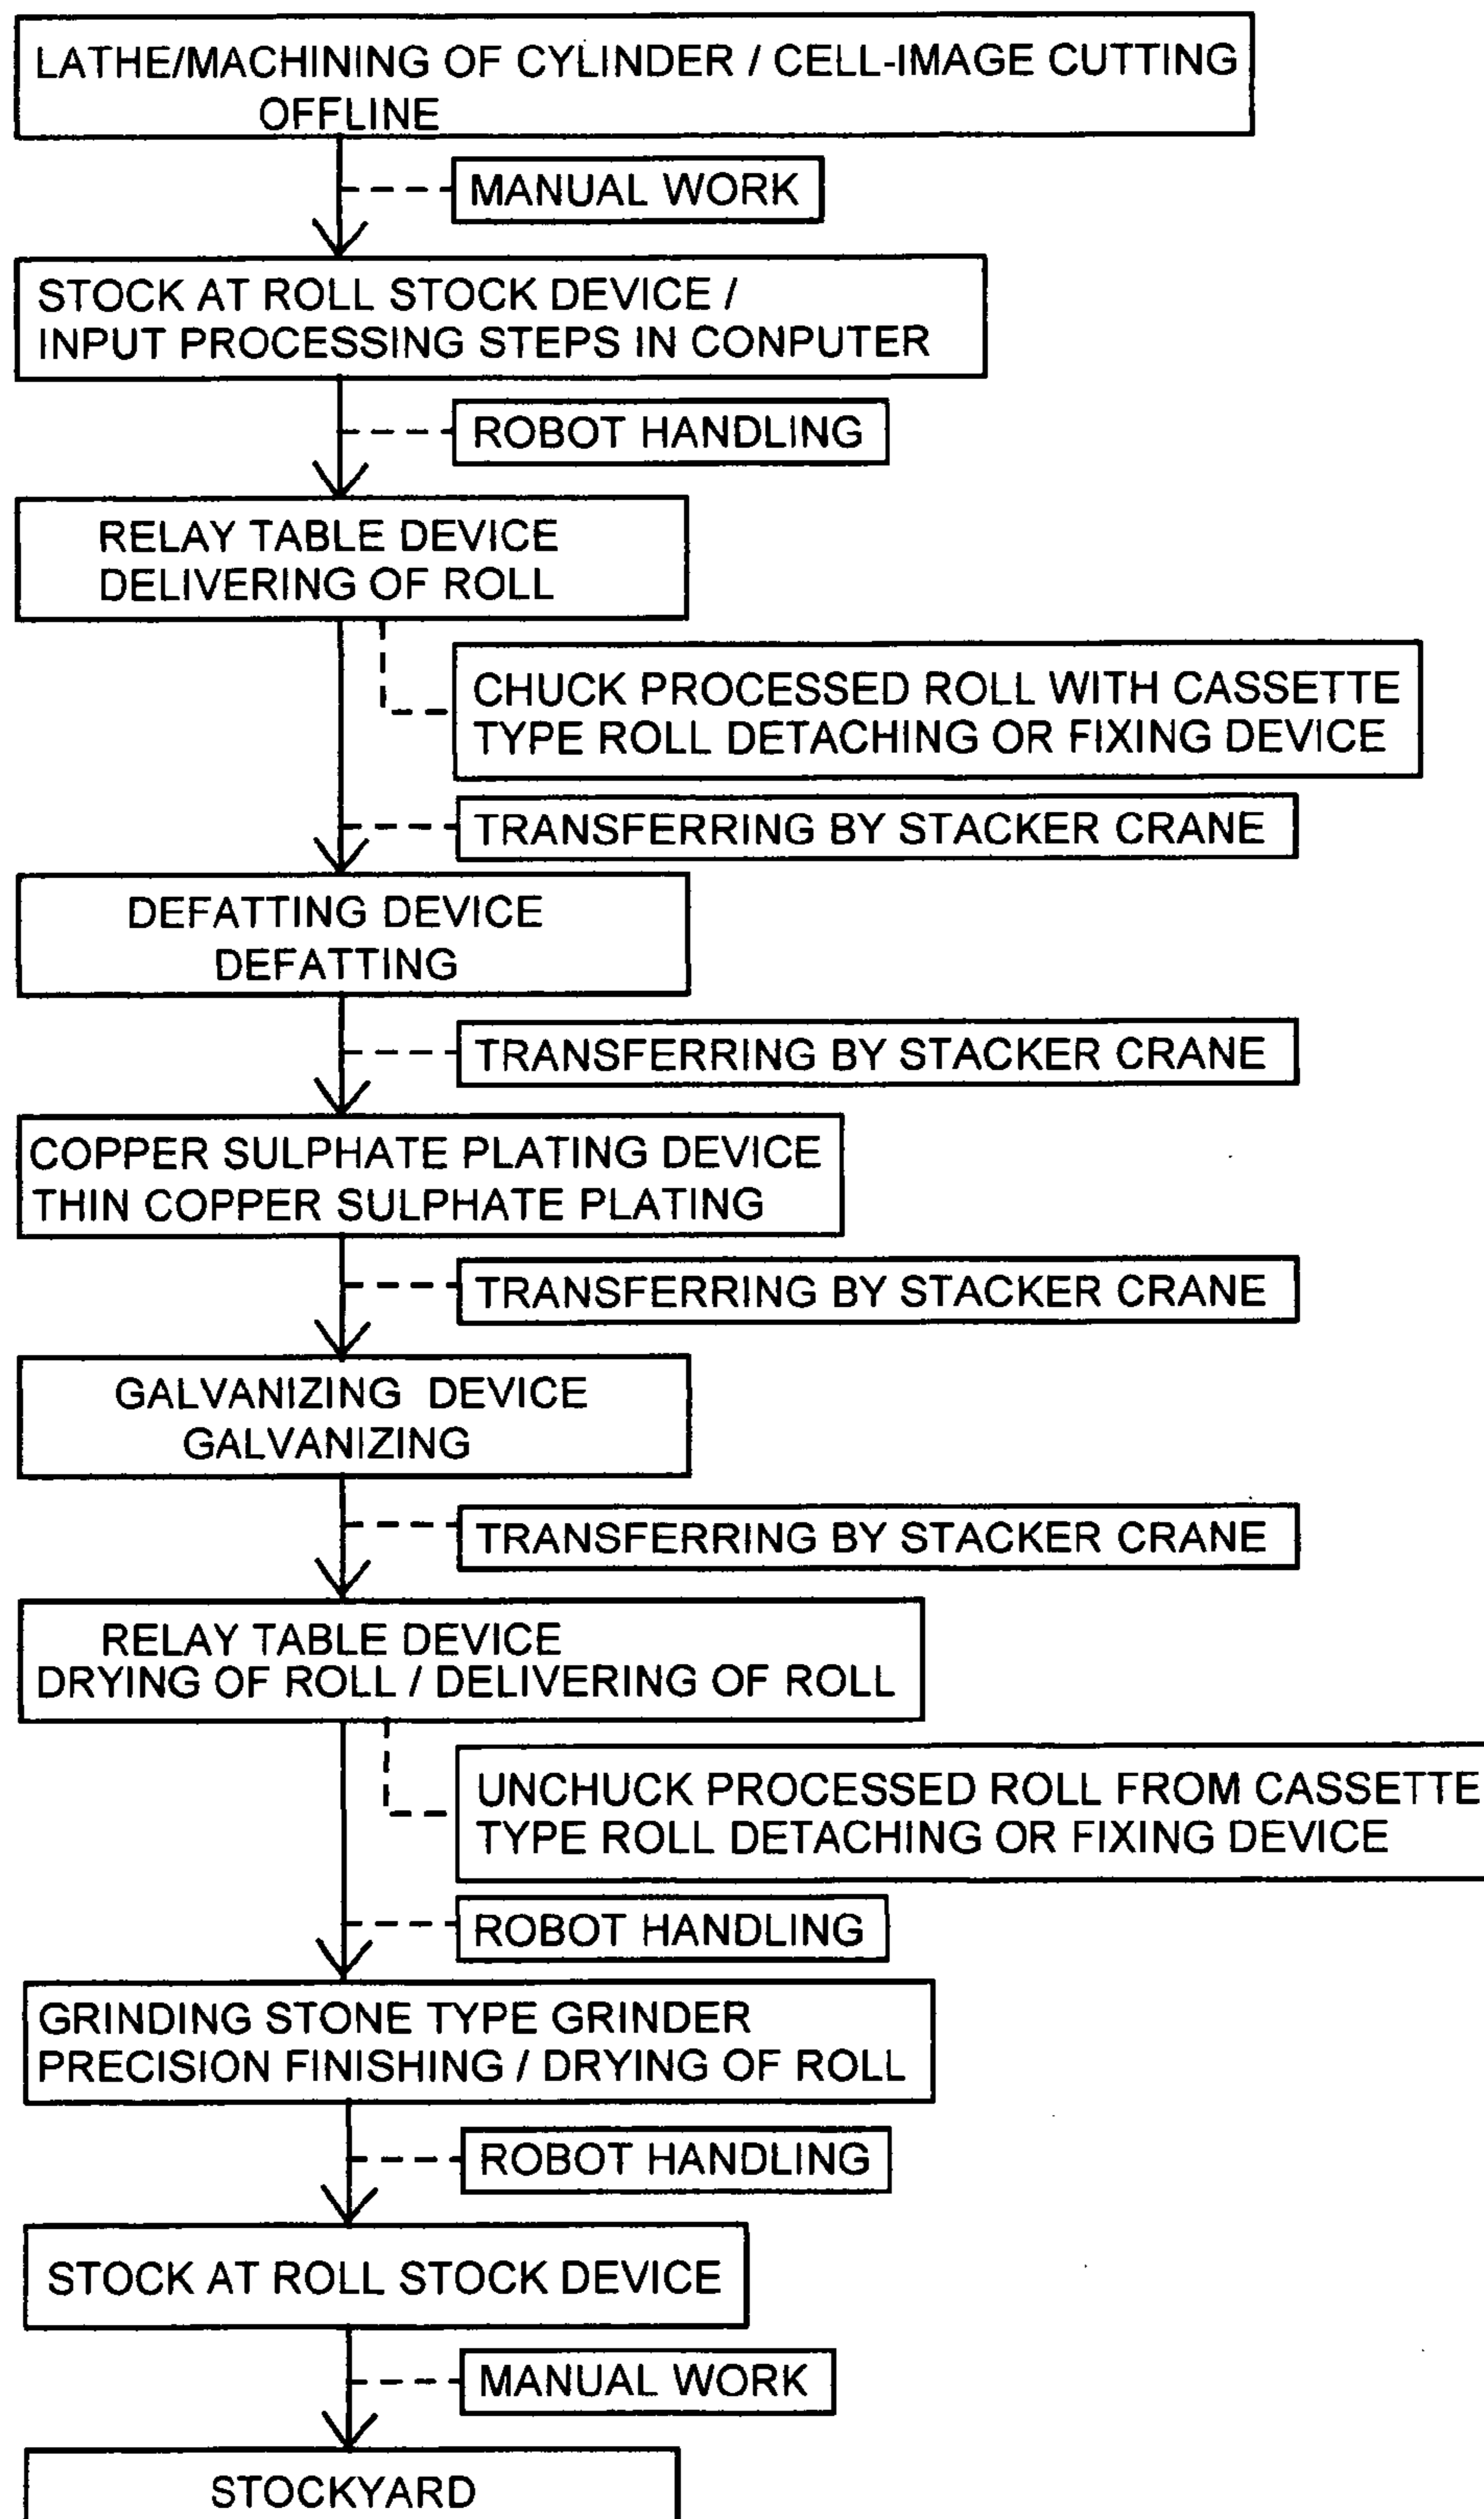 LATHE/MACHINING OF CYLINDER / CELL-IMAGE CUTTING
OFFLINE
MANUAL WORK
STOCK AT ROLL STOCK DEVICE /
INPUT PROCESSING STEPS IN CONPUTER
ROBOT HANDLING
RELAY TABLE DEVICE
DELIVERING OF ROLL
CHUCK PROCESSED ROLL WITH CASSETTE
TYPE ROLL DETACHING OR FIXING DEVICE
TRANSFERRING BY STACKER CRANE
DEFATTING DEVICE
DEFATTING
TRANSFERRING BY STACKER CRANE
COPPER SULPHATE PLATING DEVICE
THIN COPPER SULPHATE PLATING
TRANSFERRING BY STACKER CRANE
GALVANIZING DEVICE
GALVANIZING
TRANSFERRING BY STACKER CRANE
RELAY TABLE DEVICE
DRYING OF ROLL / DELIVERING OF ROLL
UNCHUCK PROCESSED ROLL FROM CASSETTE
TYPE ROLL DETACHING OR FIXING DEVICE
ROBOT HANDLING
GRINDING STONE TYPE GRINDER
PRECISION FINISHING / DRYING OF ROLL
ROBOT HANDLING
STOCK AT ROLL STOCK DEVICE
MANUAL WORK
STOCKYARD